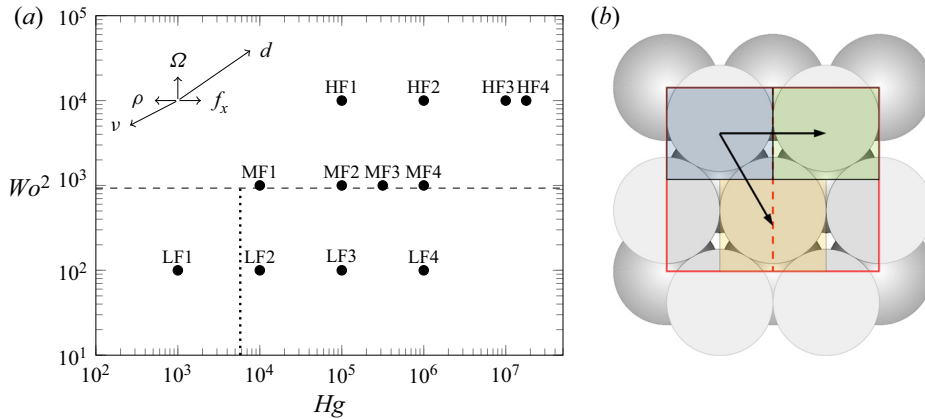 (a)
(b)
10^5
10^4
10^3
10^2
10^1
Wo^2
Ω
d
ρ
f_x
ν
HF1 HF2 HF3 HF4
MF1 MF2 MF3 MF4
LF1 LF2 LF3 LF4
10^2 10^3 10^4 10^5 10^6 10^7
Hg